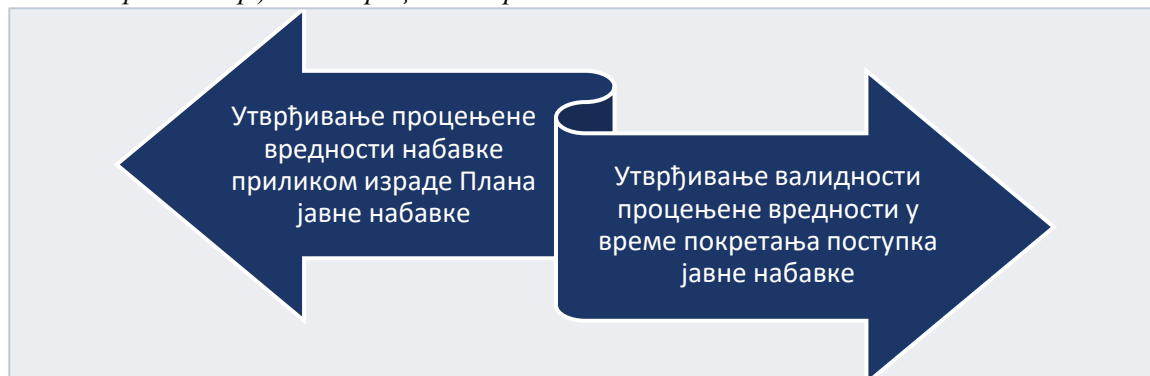 Утврђивање процењене
вредности набавке
приликом израде Плана
јавне набавке
Утврђивање валидности
процењене вредности у
време покретања поступка
јавне набавке